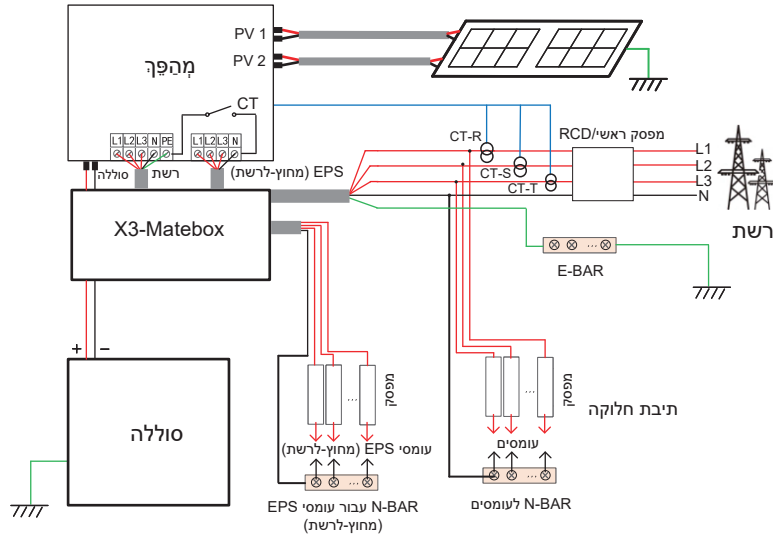 PV 1
PV 2
מְהַפֵּךְ
CT
L1 L2 L3 N PE
L1 L2 L3 N
סוללה
רשת
EPS (מחוץ-לרשת)
CT-R
CT-S
CT-T
מפסק ראשי/RCD
L1
L2
L3
N
רשת
X3-Matebox
E-BAR
+
−
סוללה
...
מפסק
עומסי EPS (מחוץ-לרשת)
...
N-BAR עבור עומסי EPS
(מחוץ-לרשת)
...
מפסק
תיבת חלוקה
עומסים
...
N-BAR לעומסים